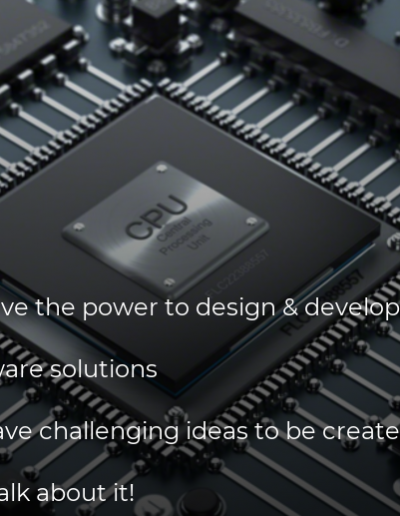 CPU
Central
Processing
Unit
ve the power to design & develop
ware solutions
ave challenging ideas to be create
alk about it!